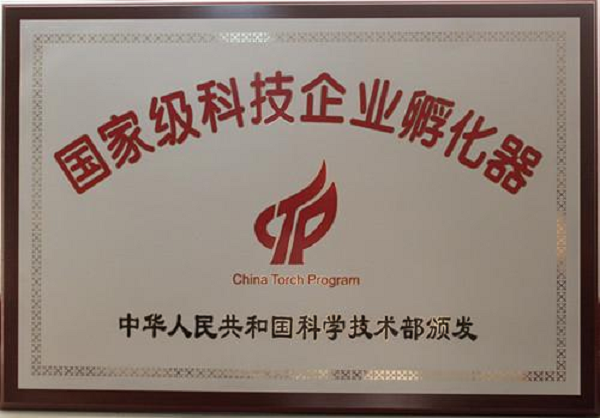 国家级科技企业孵化器
CTP
China Torch Program
中华人民共和国科学技术部颁发